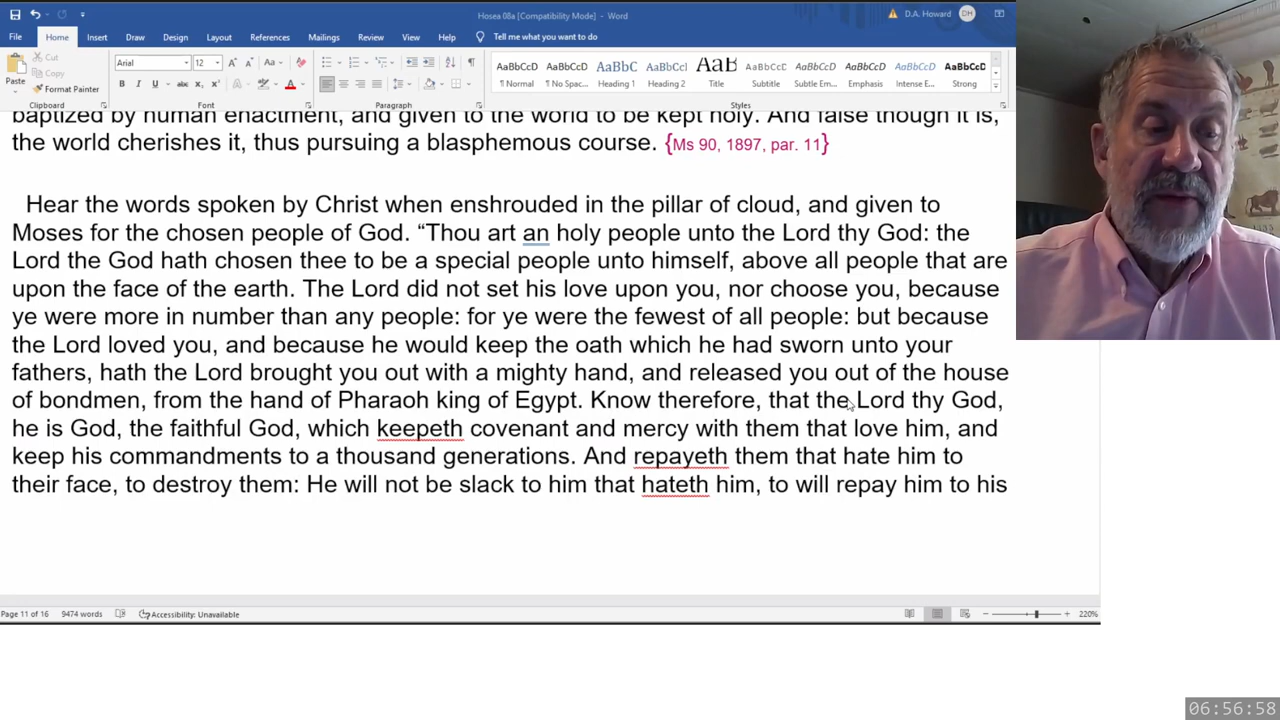 Hosea 08a [Compatibility Mode] - Word
D.A. Howard
DH
File Home Insert Draw Design Layout References Mailings Review View Help Tell me what you want to do
Paste
Cut
Copy
Format Painter
Clipboard
Arial 12
Font
Paragraph
AaBbCcD AaBbCcD AaBbC AaBbCcI AaB AaBbCcD AaBbCcD AaBbCcD AaBbCcD AaBbCcD
¶ Normal ¶ No Spac... Heading 1 Heading 2 Title Subtitle Subtle Em... Emphasis Intense E... Strong
Styles
baptized by human enactment, and given to the world to be kept holy. And false though it is,
the world cherishes it, thus pursuing a blasphemous course. {Ms 90, 1897, par. 11}
Hear the words spoken by Christ when enshrouded in the pillar of cloud, and given to
Moses for the chosen people of God. “Thou art an holy people unto the Lord thy God: the
Lord the God hath chosen thee to be a special people unto himself, above all people that are
upon the face of the earth. The Lord did not set his love upon you, nor choose you, because
ye were more in number than any people: for ye were the fewest of all people: but because
the Lord loved you, and because he would keep the oath which he had sworn unto your
fathers, hath the Lord brought you out with a mighty hand, and released you out of the house
of bondmen, from the hand of Pharaoh king of Egypt. Know therefore, that the Lord thy God,
he is God, the faithful God, which keepeth covenant and mercy with them that love him, and
keep his commandments to a thousand generations. And repayeth them that hate him to
their face, to destroy them: He will not be slack to him that hateth him, to will repay him to his
Page 11 of 16 9474 words Accessibility: Unavailable 220%
06:56:58